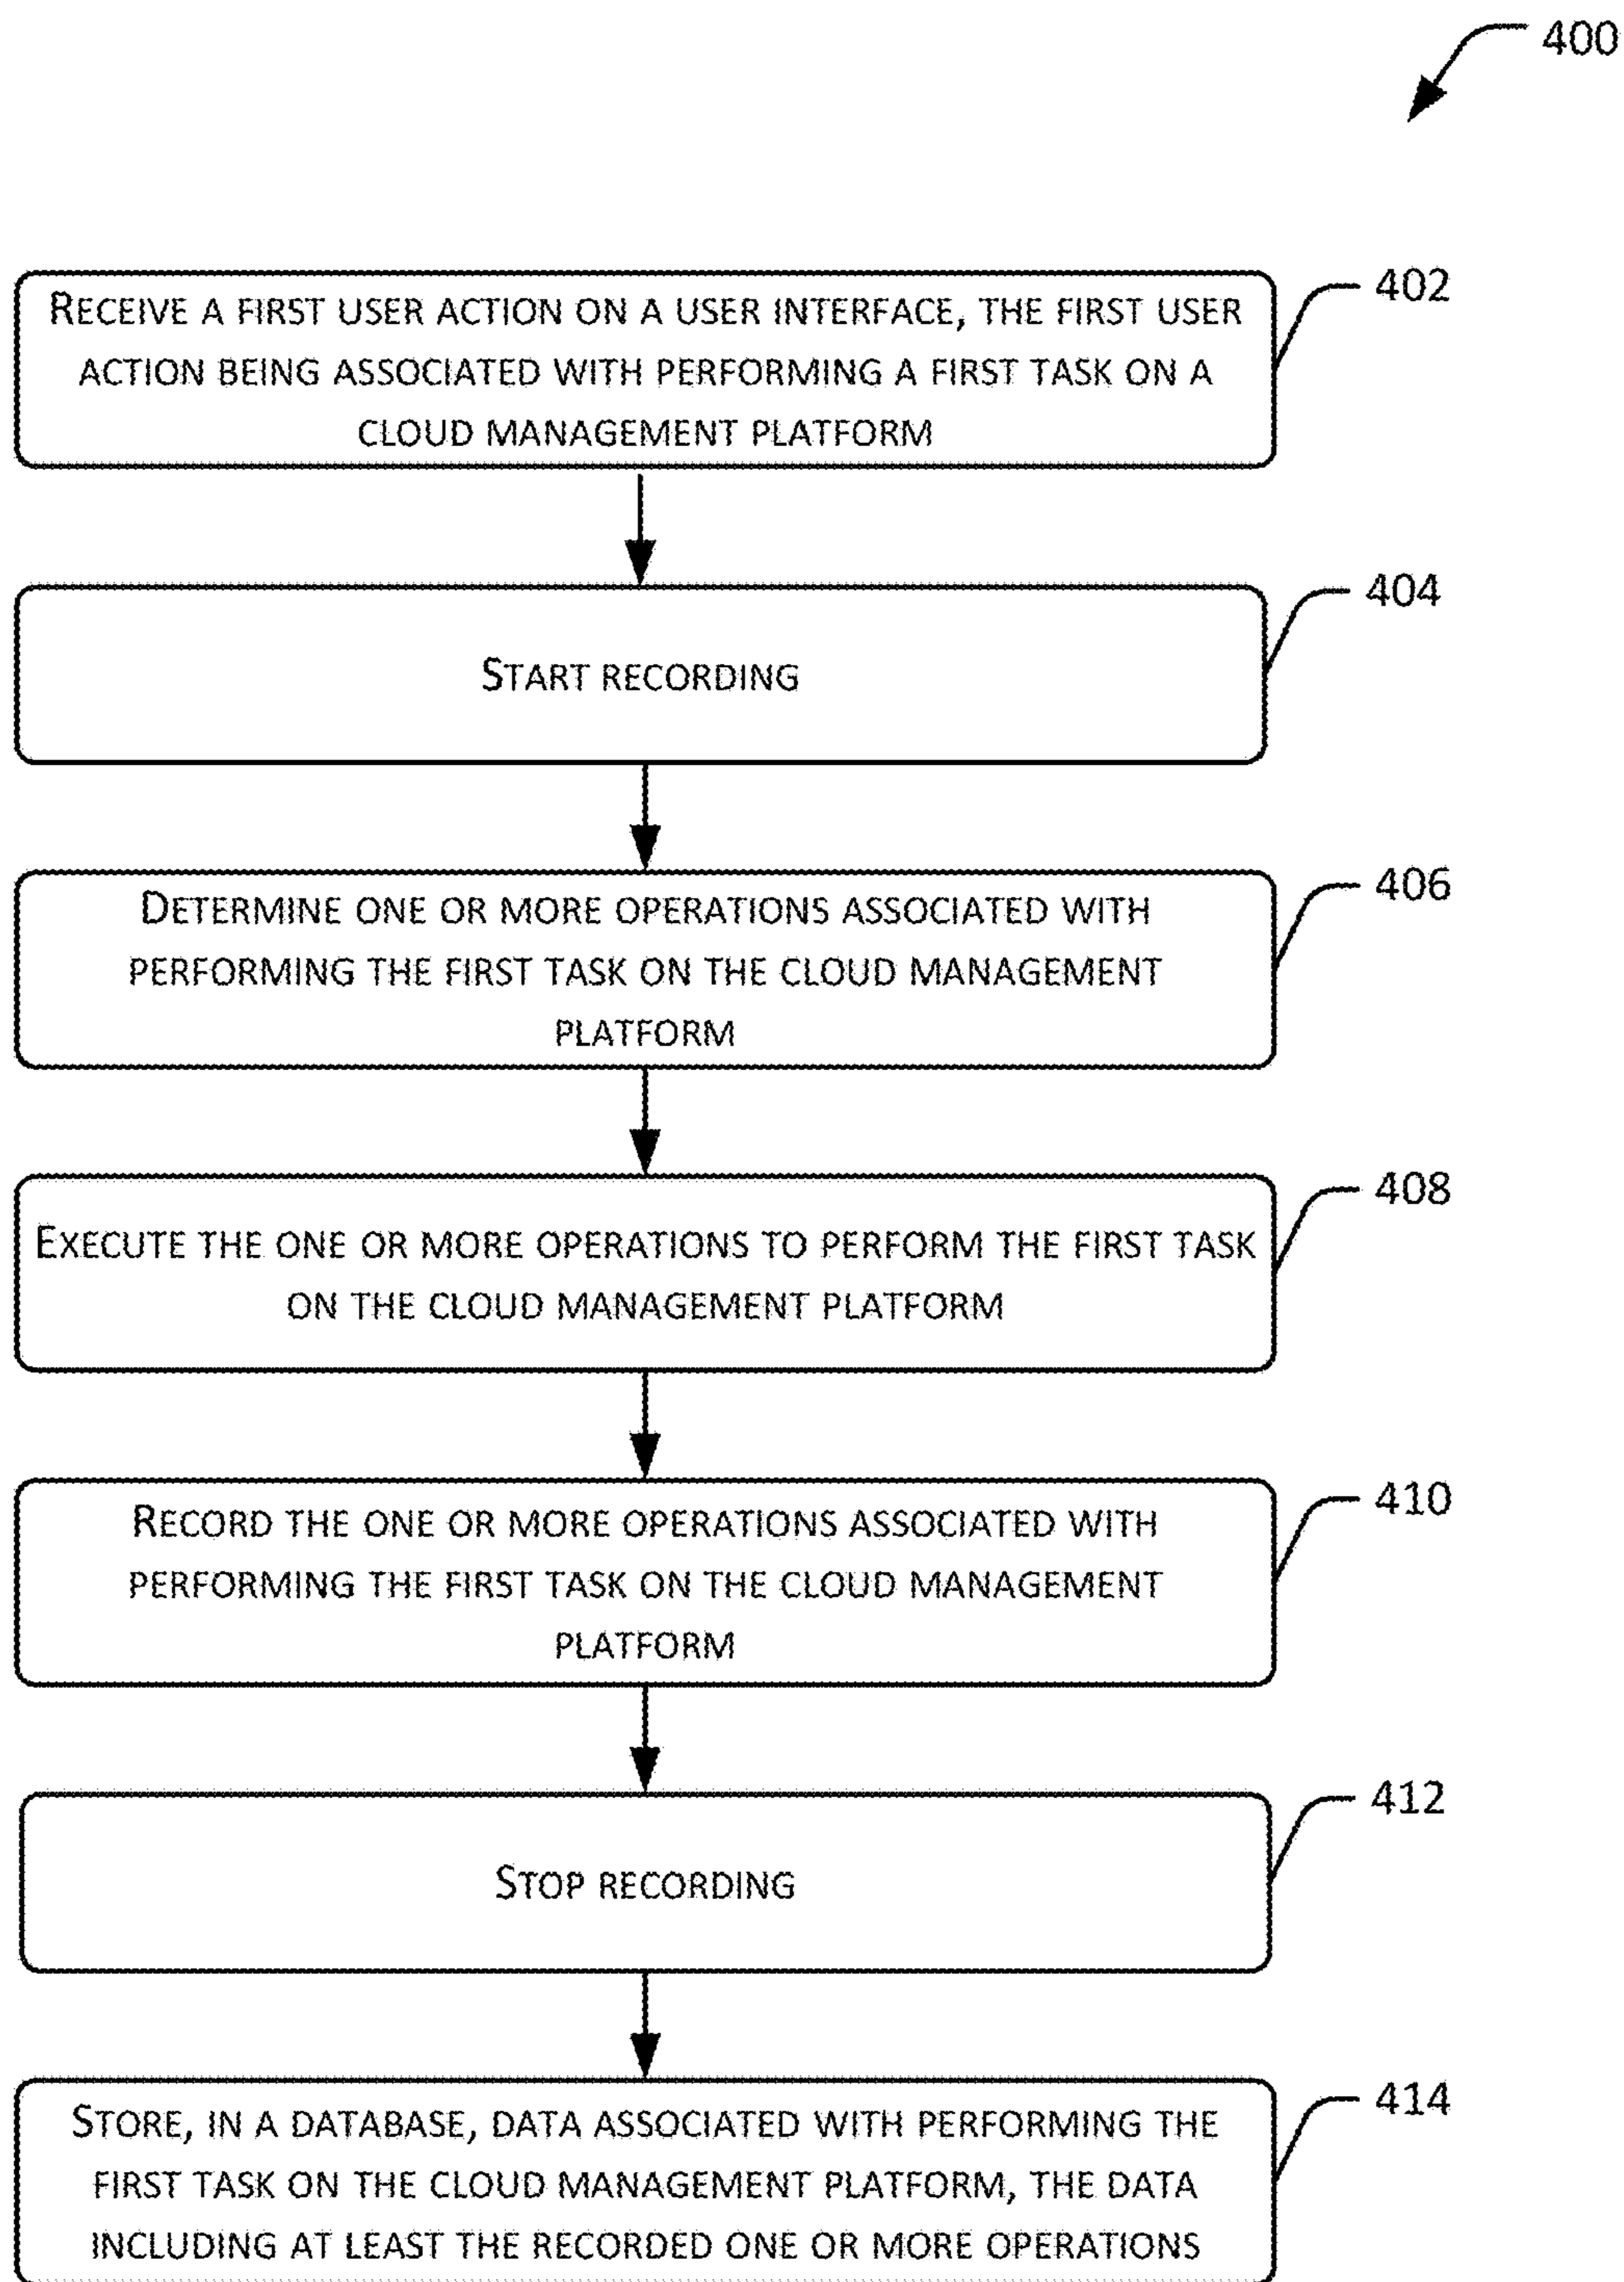 400
RECEIVE A FIRST USER ACTION ON A USER INTERFACE, THE FIRST USER
ACTION BEING ASSOCIATED WITH PERFORMING A FIRST TASK ON A
CLOUD MANAGEMENT PLATFORM
402
START RECORDING
404
DETERMINE ONE OR MORE OPERATIONS ASSOCIATED WITH
PERFORMING THE FIRST TASK ON THE CLOUD MANAGEMENT
PLATFORM
406
EXECUTE THE ONE OR MORE OPERATIONS TO PERFORM THE FIRST TASK
ON THE CLOUD MANAGEMENT PLATFORM
408
RECORD THE ONE OR MORE OPERATIONS ASSOCIATED WITH
PERFORMING THE FIRST TASK ON THE CLOUD MANAGEMENT
PLATFORM
410
STOP RECORDING
412
STORE, IN A DATABASE, DATA ASSOCIATED WITH PERFORMING THE
FIRST TASK ON THE CLOUD MANAGEMENT PLATFORM, THE DATA
INCLUDING AT LEAST THE RECORDED ONE OR MORE OPERATIONS
414